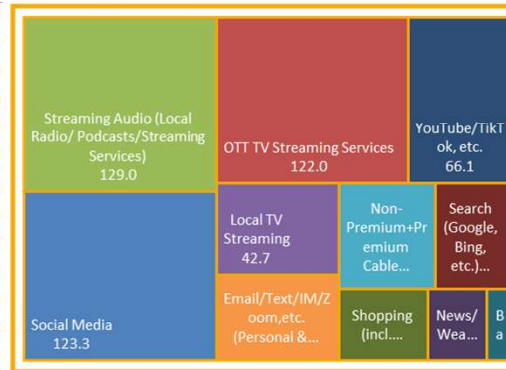 Streaming Audio (Local
Radio/ Podcasts/Streaming
Services)
129.0
OTT TV Streaming Services
122.0
YouTube/TikT
ok, etc.
66.1
Social Media
123.3
Local TV
Streaming
42.7
Non-
Premium+Pr
emium
Cable...
Search
(Google,
Bing,
etc.)...
Email/Text/IM/Z
oom,etc.
(Personal &...
Shopping
(incl....
News/
Wea...
B
a